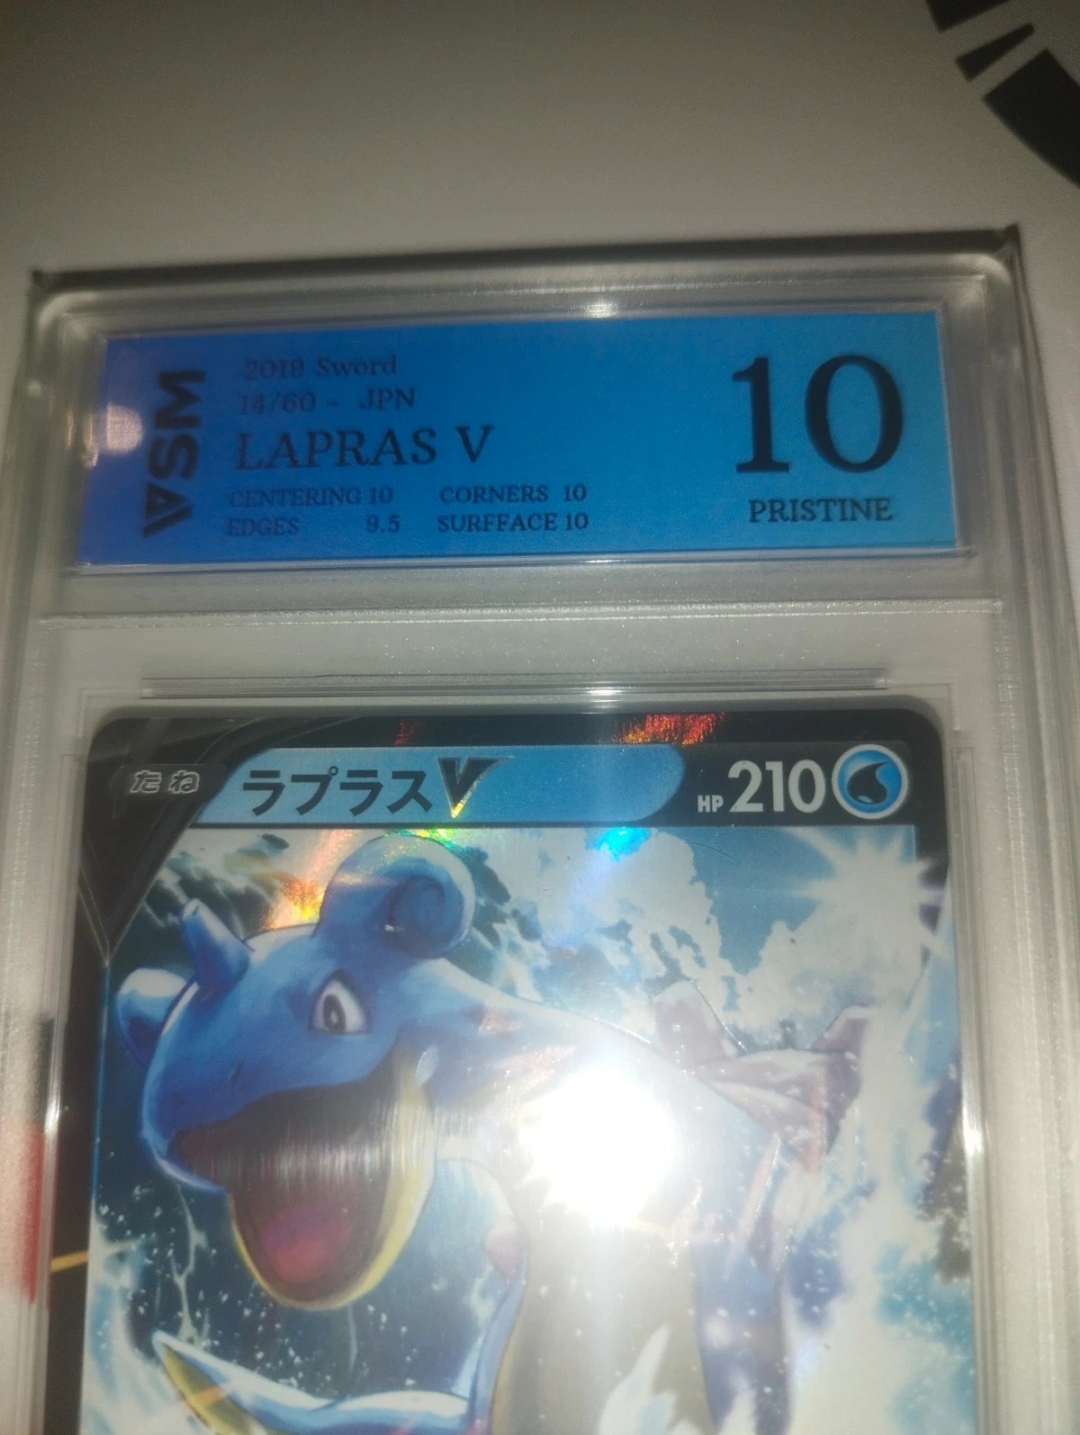 WSA
2019 Sword
14/60 - JPN
LAPRAS V
CENTERING 10 CORNERS 10
EDGES 9.5 SURFFACE 10
10
PRISTINE
たね ラプラスV HP 210